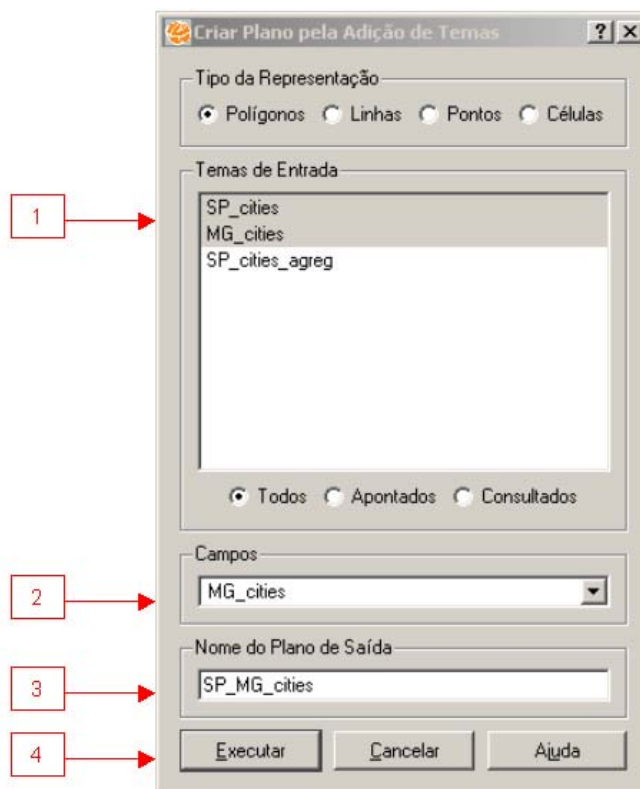 Criar Plano pela Adição de Temas
Tipo da Representação
Polígonos Linhas Pontos Células
Temas de Entrada
1
SP_cities
MG_cities
SP_cities_agreg
Todos Apontados Consultados
Campos
2
MG_cities
Nome do Plano de Saída
3
SP_MG_cities
4
Executar Cancelar Ajuda